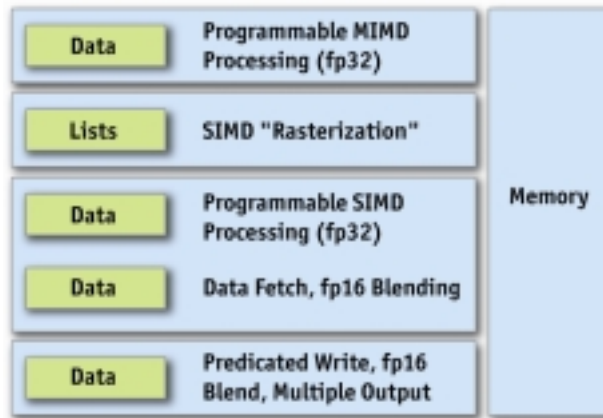 Data
Programmable MIMD
Processing (fp32)
Lists
SIMD "Rasterization"
Data
Programmable SIMD
Processing (fp32)
Data
Data Fetch, fp16 Blending
Data
Predicated Write, fp16
Blend, Multiple Output
Memory